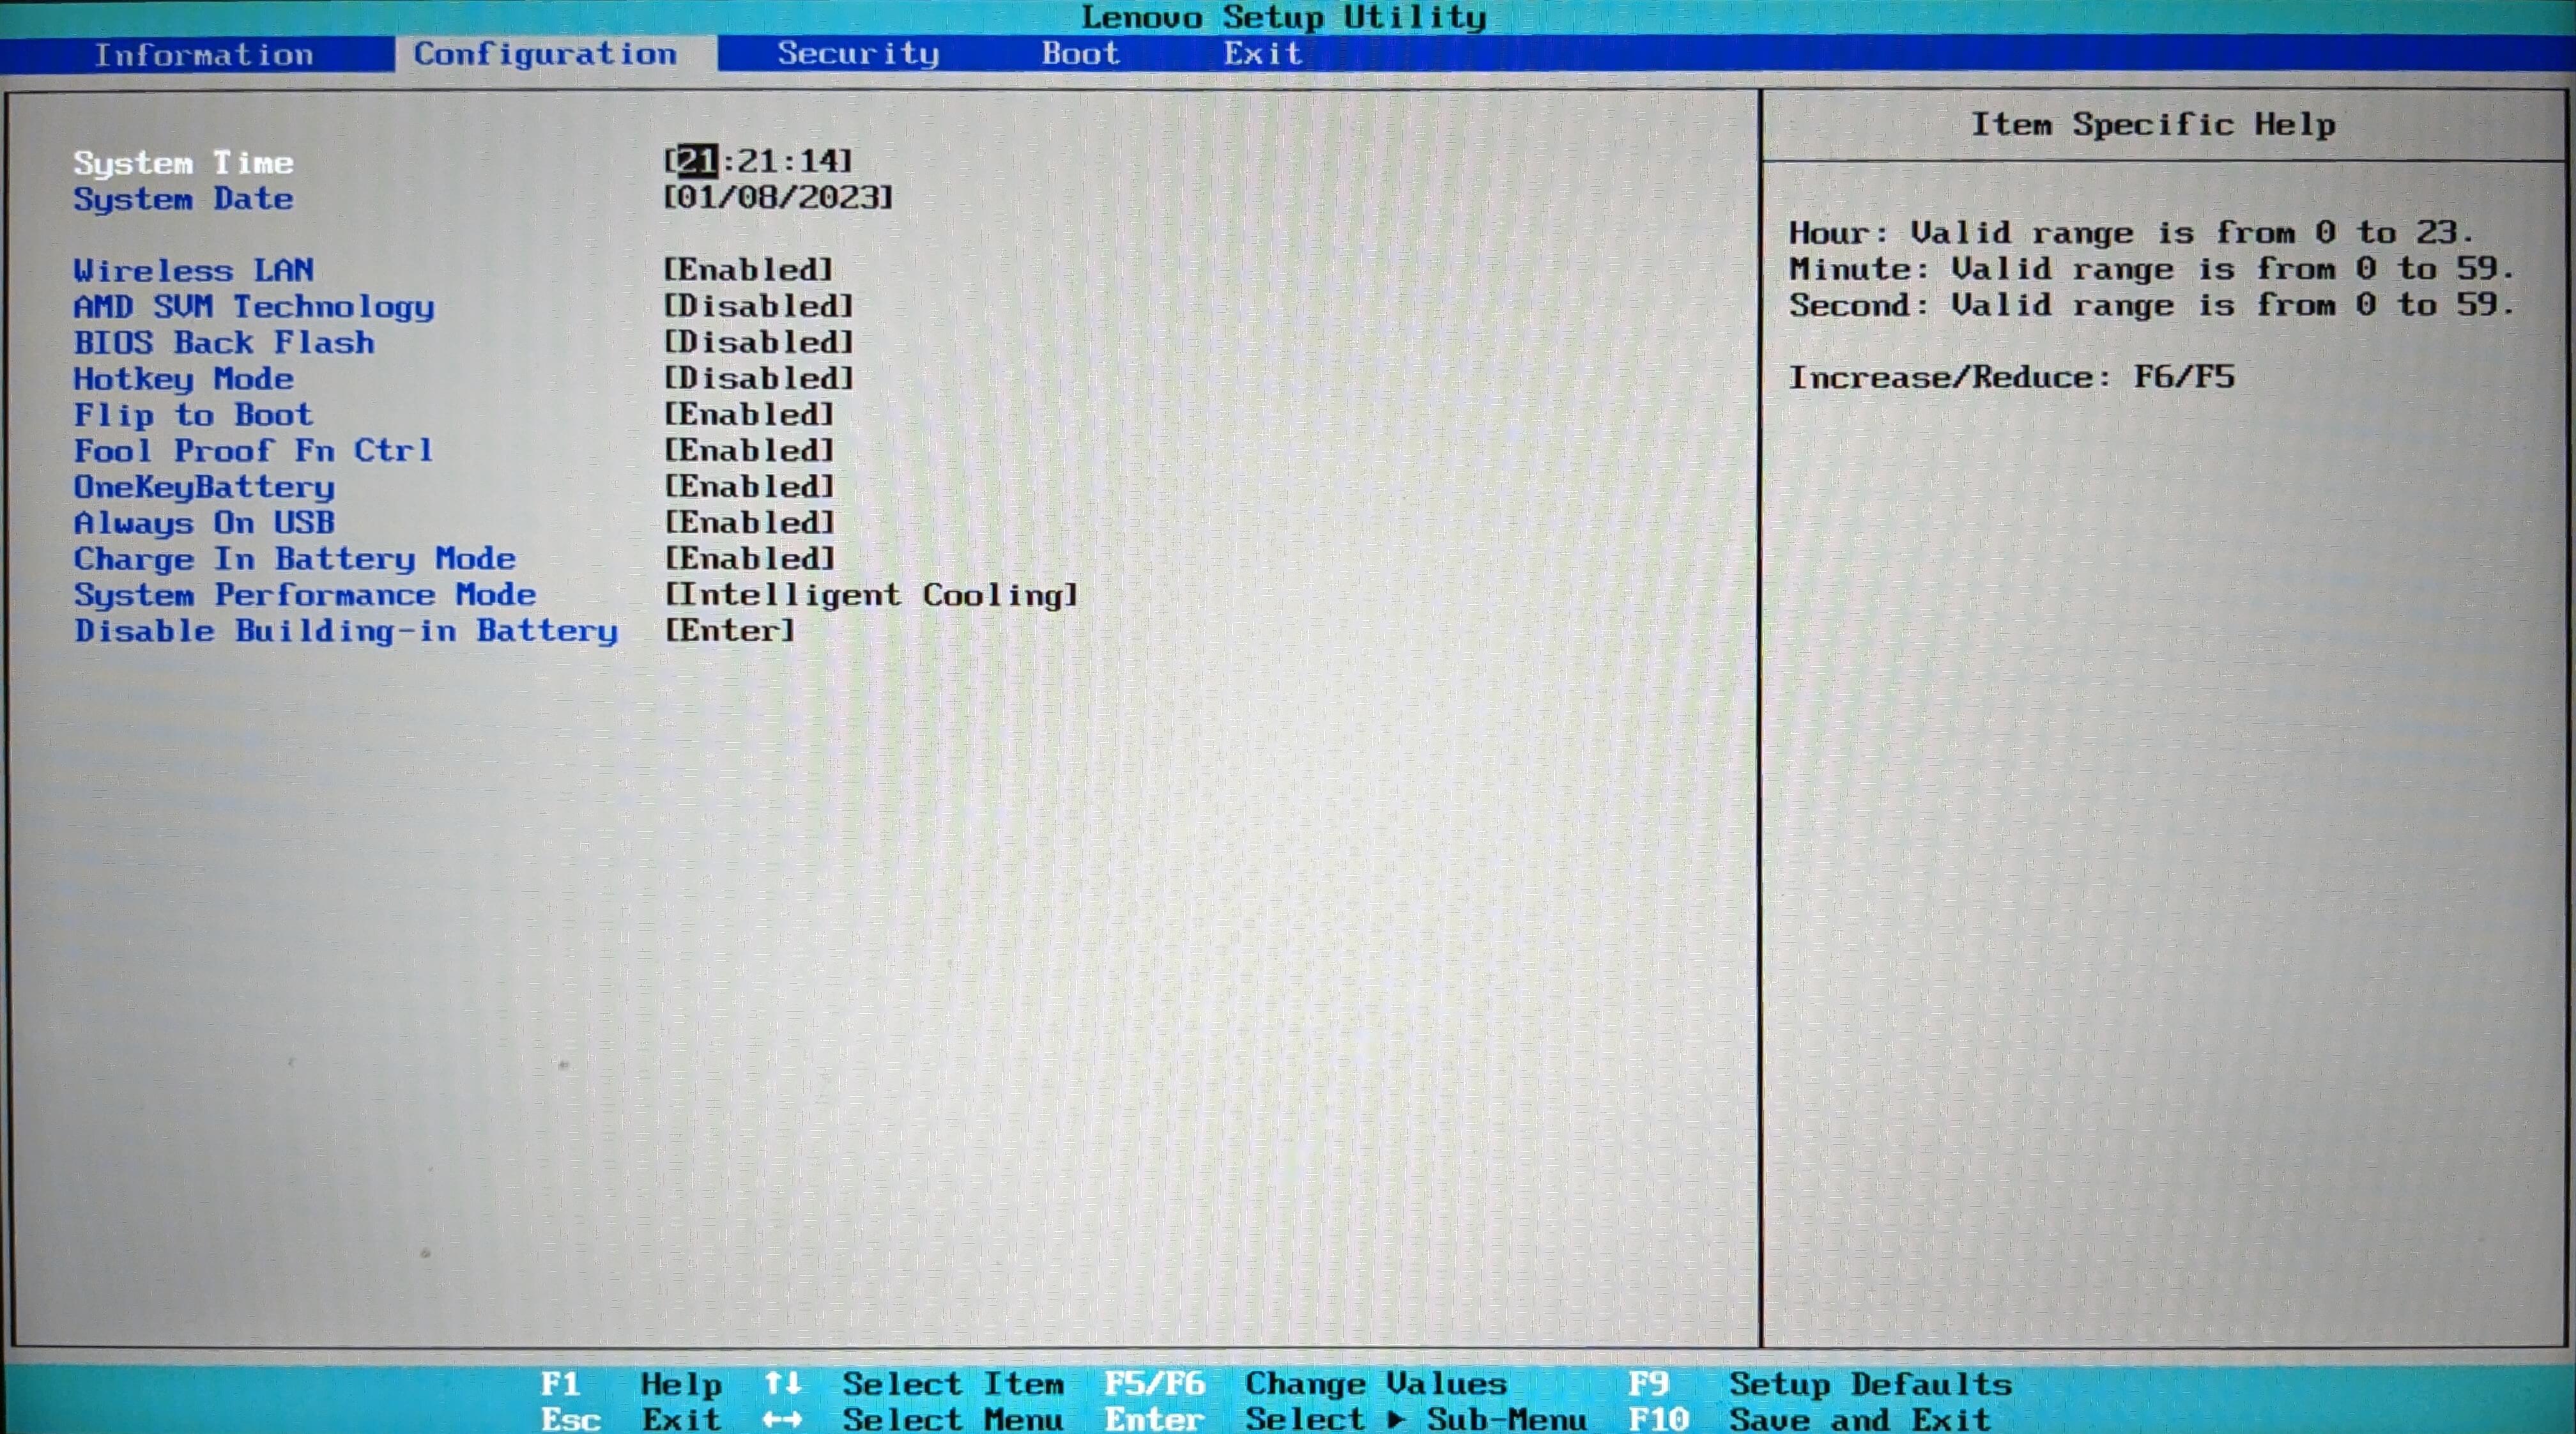 Lenovo Setup Utility
Information Configuration Security Boot Exit
System Time [21:21:14]
System Date [01/08/2023]
Wireless LAN [Enabled]
AMD SVM Technology [Disabled]
BIOS Back Flash [Disabled]
Hotkey Mode [Disabled]
Flip to Boot [Enabled]
Fool Proof Fn Ctrl [Enabled]
OneKeyBattery [Enabled]
Always On USB [Enabled]
Charge In Battery Mode [Enabled]
System Performance Mode [Intelligent Cooling]
Disable Building-in Battery [Enter]
Item Specific Help
Hour: Valid range is from 0 to 23.
Minute: Valid range is from 0 to 59.
Second: Valid range is from 0 to 59.
Increase/Reduce: F6/F5
F1 Help ↑↓ Select Item F5/F6 Change Values F9 Setup Defaults
Esc Exit ←→ Select Menu Enter Select ► Sub-Menu F10 Save and Exit